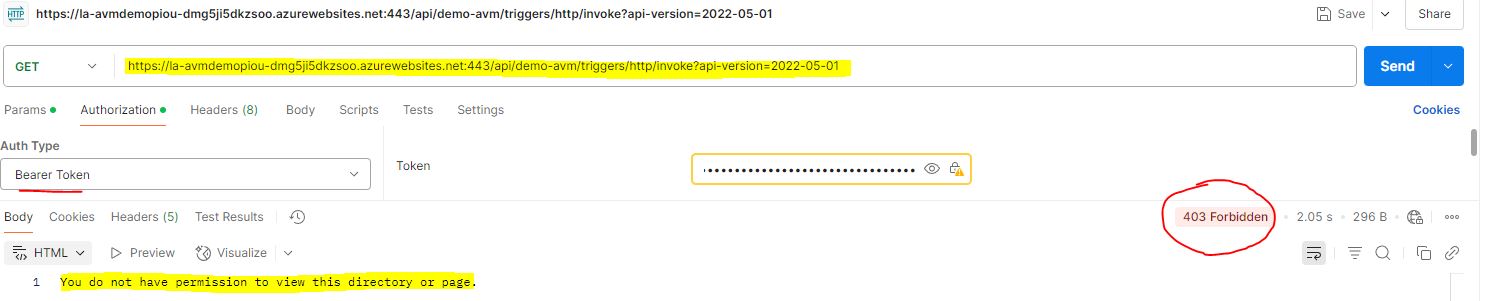 HTTP https://la-avmdemopiou-dmg5ji5dkzsoo.azurewebsites.net:443/api/demo-avm/triggers/http/invoke?api-version=2022-05-01 Save Share
GET https://la-avmdemopiou-dmg5ji5dkzsoo.azurewebsites.net:443/api/demo-avm/triggers/http/invoke?api-version=2022-05-01 Send
Params Authorization Headers (8) Body Scripts Tests Settings Cookies
Auth Type
Token
Bearer Token
Body Cookies Headers (5) Test Results 403 Forbidden 2.05 s 296 B
HTML Preview Visualize
1 You do not have permission to view this directory or page.